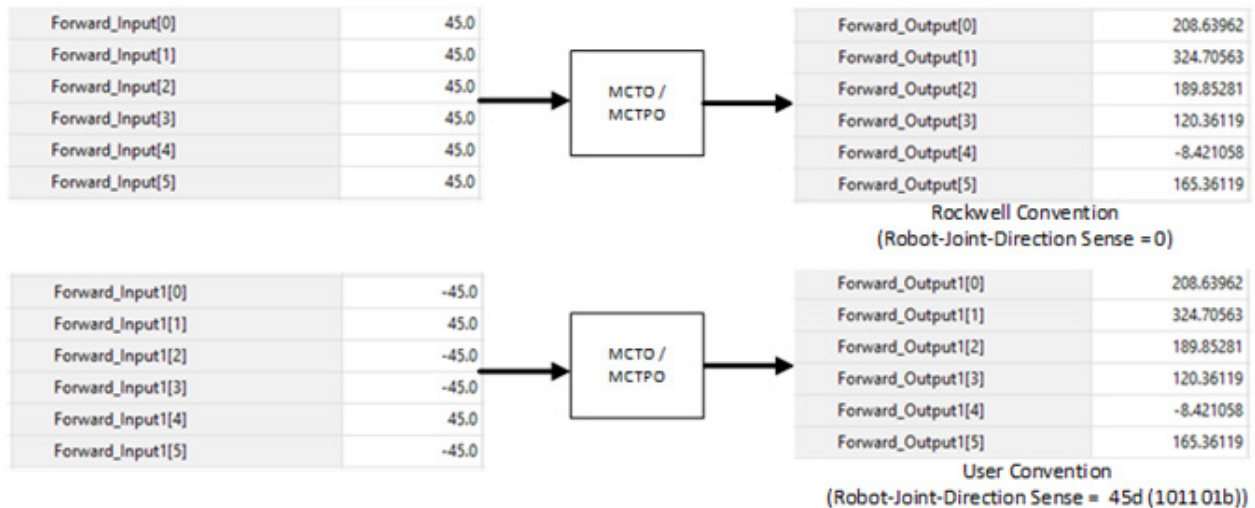 Forward_Input[0] 45.0
Forward_Input[1] 45.0
Forward_Input[2] 45.0
Forward_Input[3] 45.0
Forward_Input[4] 45.0
Forward_Input[5] 45.0
MCTO /
MCTPO
Forward_Output[0] 208.63962
Forward_Output[1] 324.70563
Forward_Output[2] 189.85281
Forward_Output[3] 120.36119
Forward_Output[4] -8.421058
Forward_Output[5] 165.36119
Rockwell Convention
(Robot-Joint-Direction Sense = 0)
Forward_Input1[0] -45.0
Forward_Input1[1] 45.0
Forward_Input1[2] -45.0
Forward_Input1[3] -45.0
Forward_Input1[4] 45.0
Forward_Input1[5] -45.0
MCTO /
MCTPO
Forward_Output1[0] 208.63962
Forward_Output1[1] 324.70563
Forward_Output1[2] 189.85281
Forward_Output1[3] 120.36119
Forward_Output1[4] -8.421058
Forward_Output1[5] 165.36119
User Convention
(Robot-Joint-Direction Sense = 45d (101101b))